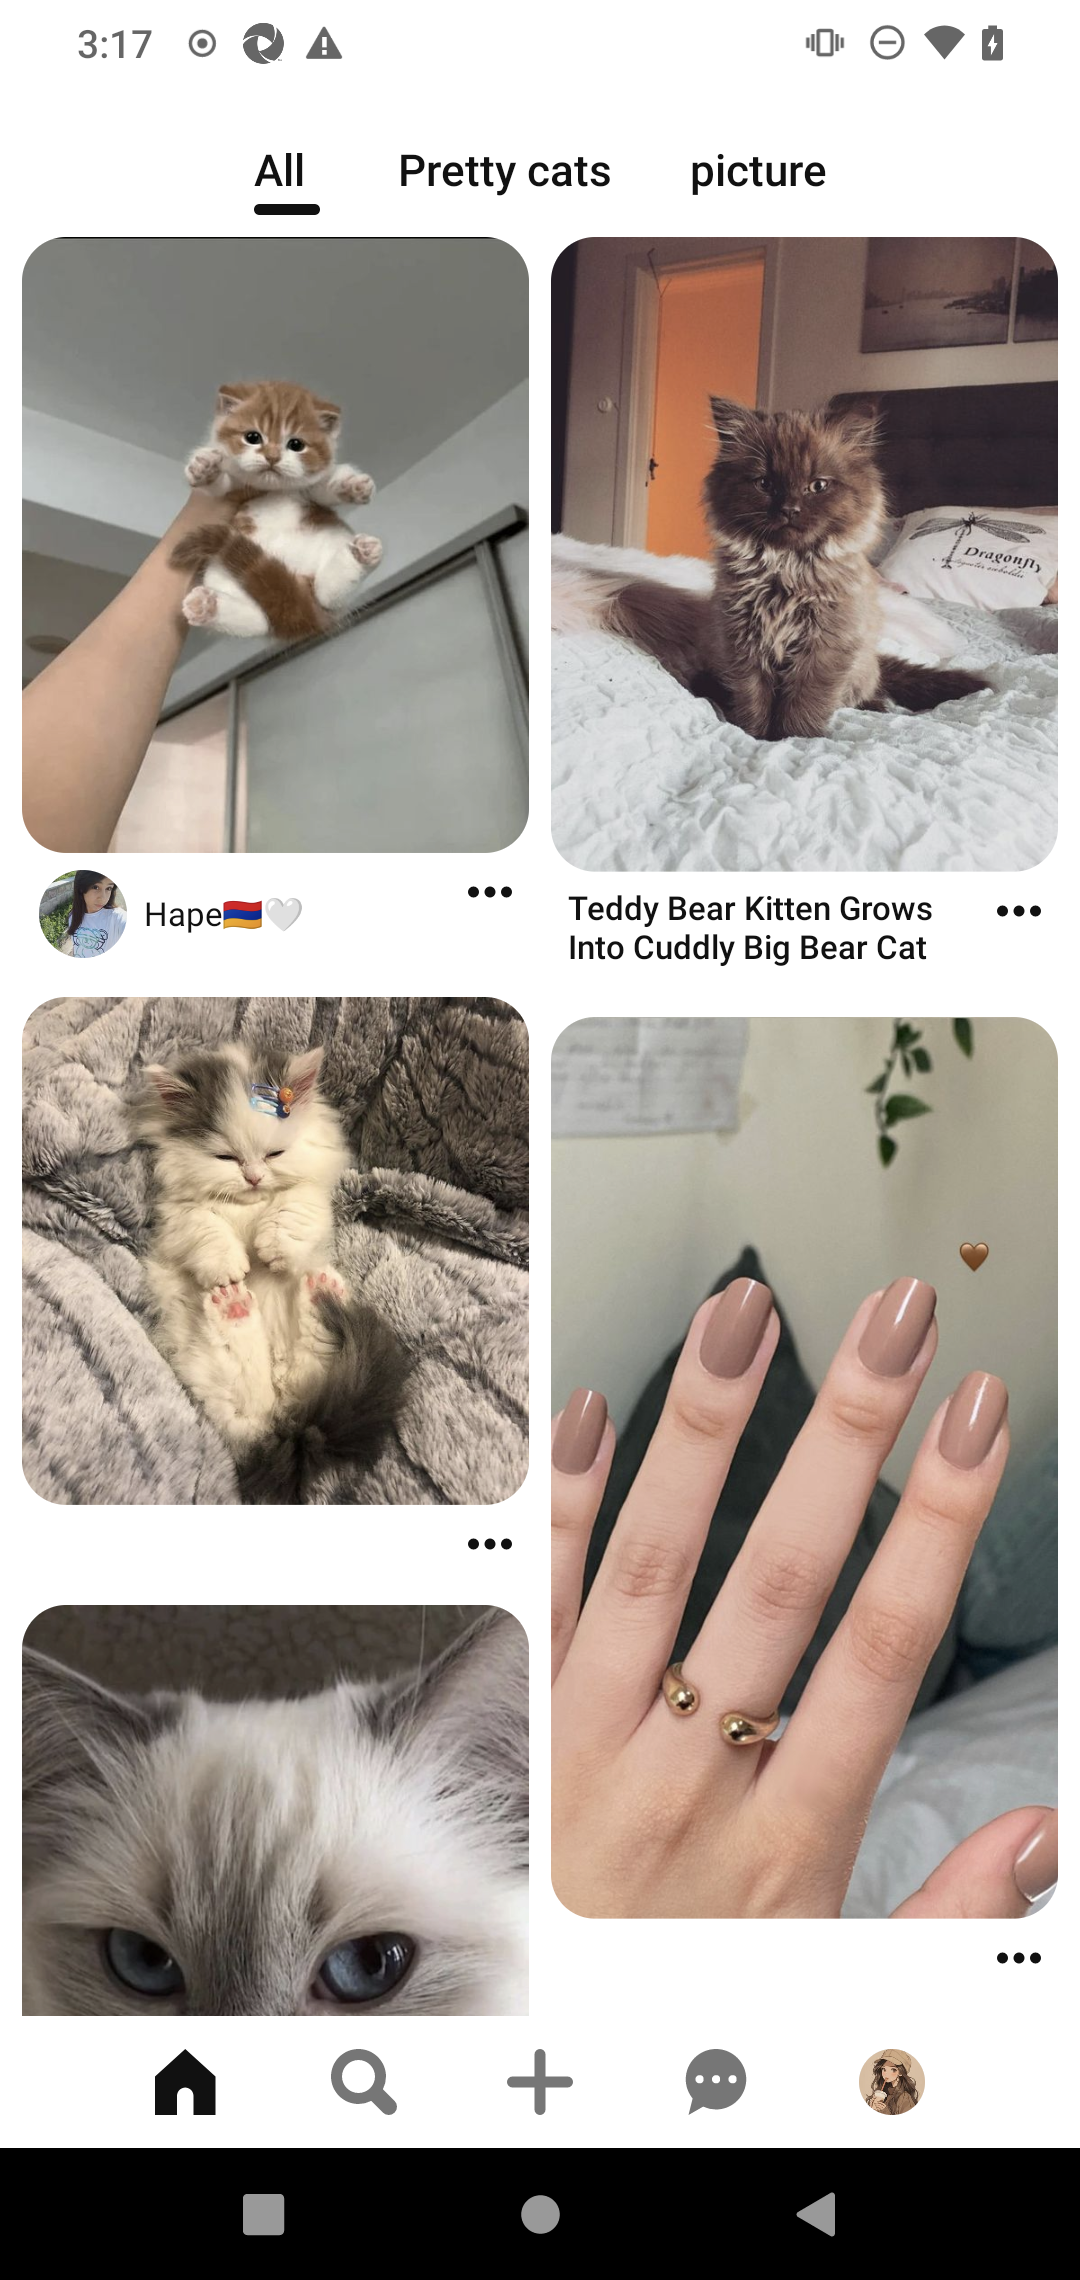 3:17
All
Pretty cats
picture
Dragonfly
Hape🇦🇲🤍
Teddy Bear Kitten Grows
Into Cuddly Big Bear Cat